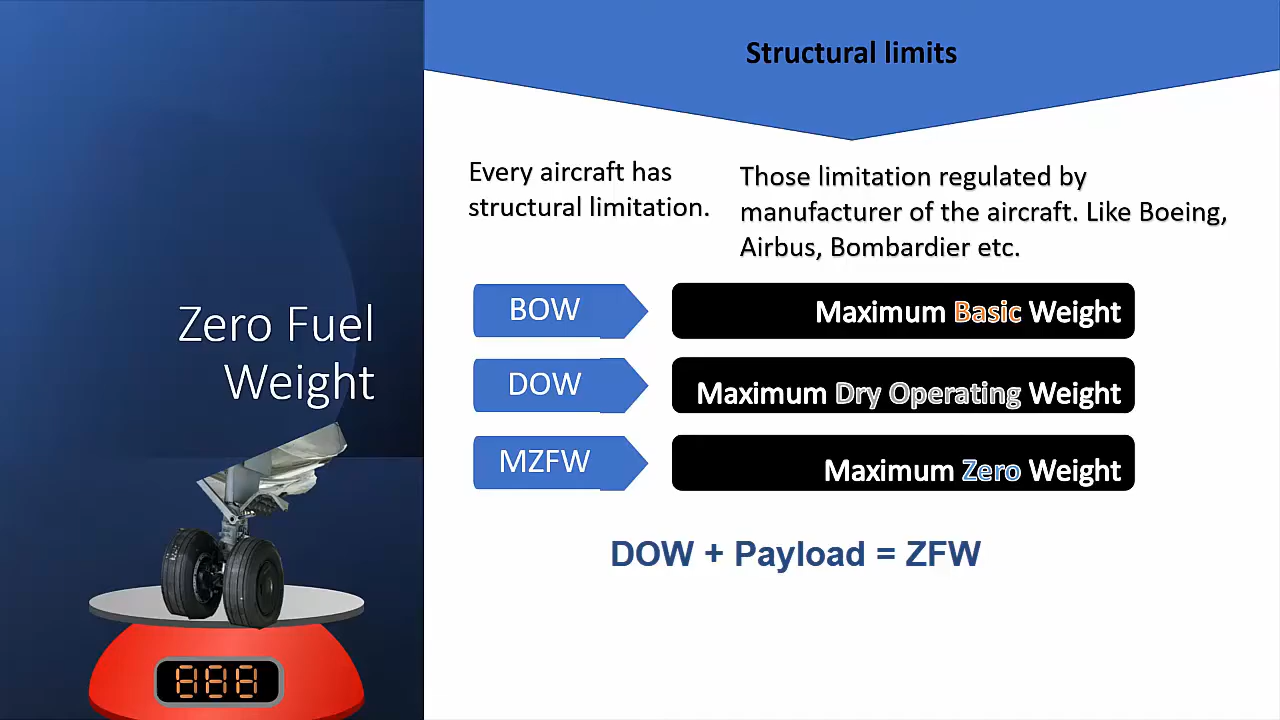 Structural limits
Every aircraft has
structural limitation.
Those limitation regulated by
manufacturer of the aircraft. Like Boeing,
Airbus, Bombardier etc.
Zero Fuel
Weight
BOW
Maximum Basic Weight
DOW
Maximum Dry Operating Weight
MZFW
Maximum Zero Weight
DOW + Payload = ZFW
888